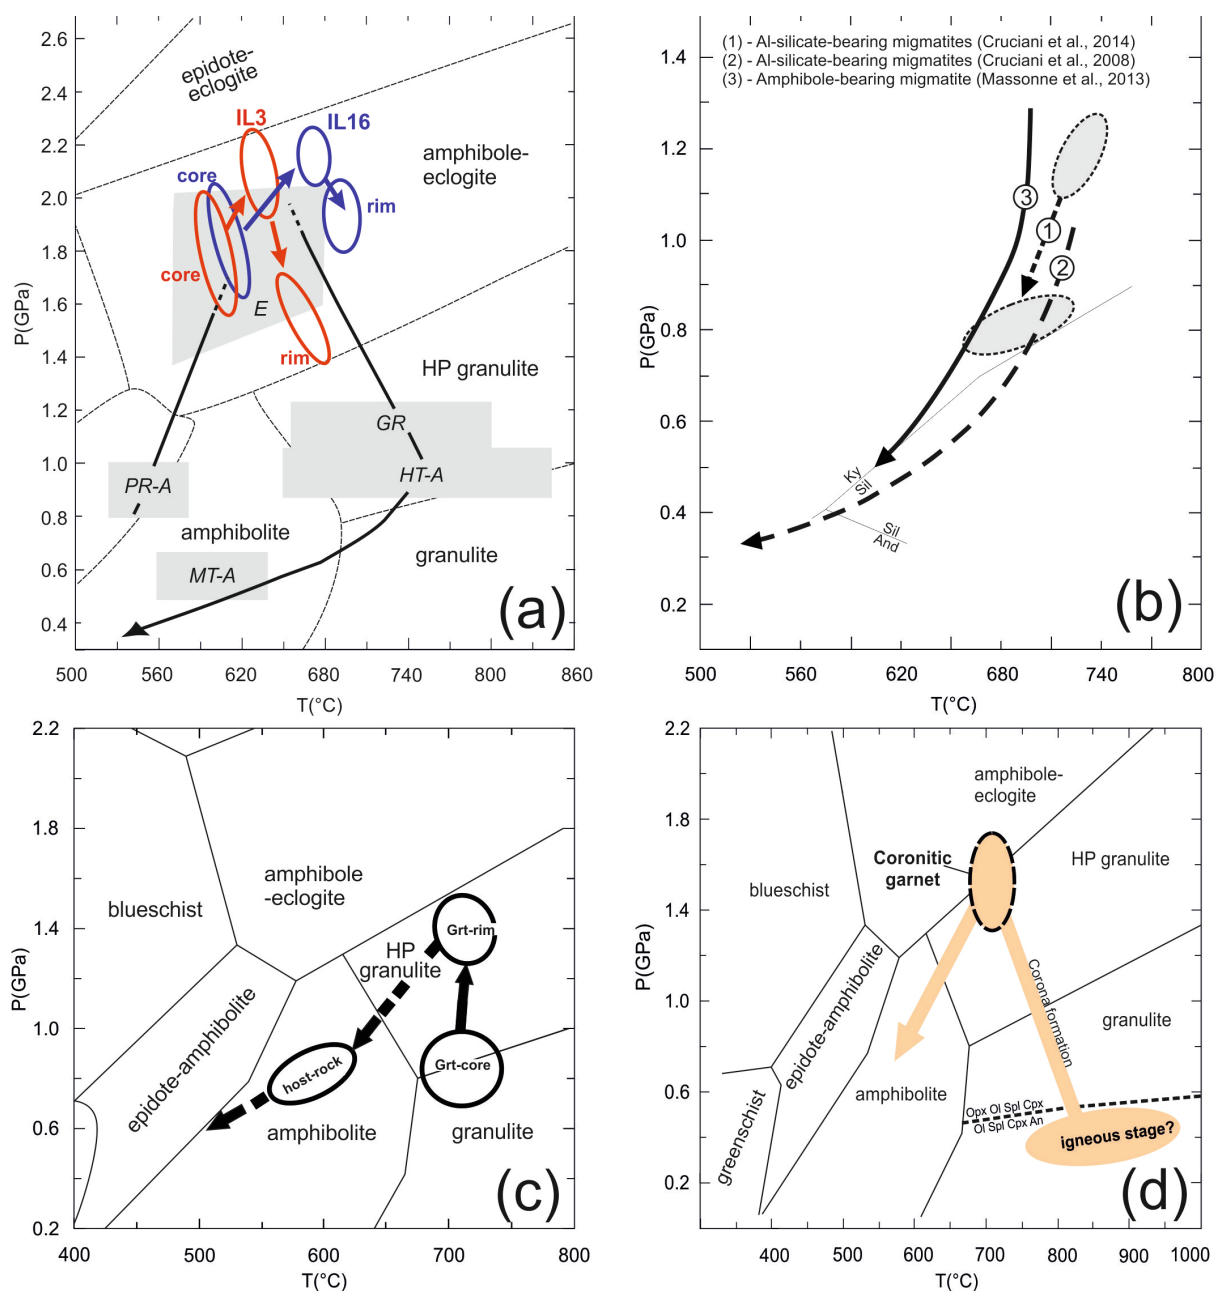 2.6
2.4
2.2
2.0
1.8
1.6
1.4
1.2
1.0
0.8
0.6
0.4
P(GPa)
epidote-
eclogite
IL3
IL16
amphibole-
eclogite
core
rim
core
E
rim
HP granulite
GR
HT-A
PR-A
amphibolite
granulite
MT-A
(a)
500
560
620
680
740
800
860
T(°C)
(1) - Al-silicate-bearing migmatites (Cruciani et al., 2014)
(2) - Al-silicate-bearing migmatites (Cruciani et al., 2008)
(3) - Amphibole-bearing migmatite (Massonne et al., 2013)
1.4
1.2
1.0
0.8
0.6
0.4
0.2
P(GPa)
3
1
2
Ky
Sil
Sil
And
(b)
500
560
620
680
740
800
T(°C)
2.2
1.8
1.4
1.0
0.6
0.2
P(GPa)
blueschist
amphibole
-eclogite
Grt-rim
HP
granulite
epidote-amphibolite
host-rock
Grt-core
amphibolite
granulite
(c)
400
500
600
700
800
T(°C)
2.2
1.8
1.4
1.0
0.6
0.2
P(GPa)
amphibole-
eclogite
Coronitic
garnet
HP granulite
blueschist
Corona formation
epidote-amphibolite
granulite
amphibolite
greenschist
Opx Ol Spl Cpx
Ol Spl Cpx An
igneous stage?
(d)
400
500
600
700
800
900
1000
T(°C)